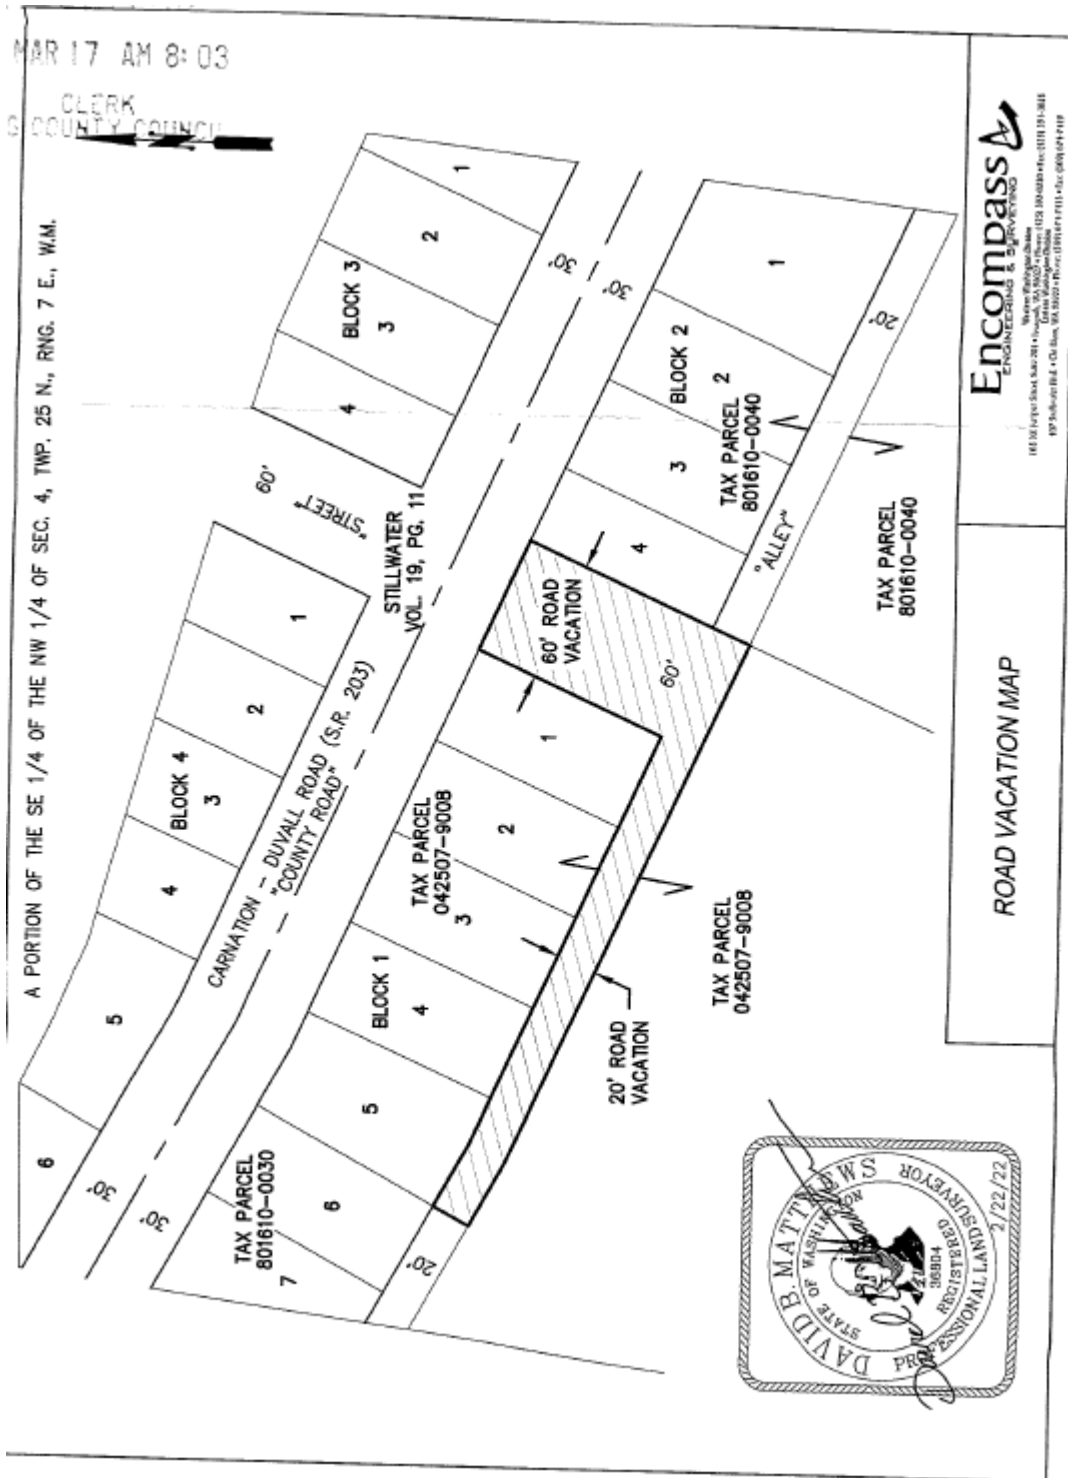 MAR 17 AM 8:03
CLERK
G COUNTY COUNCIL
A PORTION OF THE SE 1/4 OF THE NW 1/4 OF SEC. 4, TWP. 25 N., RNG. 7 E., W.M.
6
5
4
BLOCK 4
3
2
1
60'
"STREET"
4
BLOCK 3
3
2
1
30'
30'
CARNATION - DUVALL ROAD (S.R. 203)
"COUNTY ROAD"
STILLWATER
VOL. 19, PG. 11
30'
30'
TAX PARCEL
801610-0030
7
6
5
BLOCK 1
4
TAX PARCEL
042507-9008
3
2
1
60' ROAD
VACATION
60'
4
3
BLOCK 2
2
TAX PARCEL
801610-0040
1
20'
20'
"ALLEY"
20' ROAD
VACATION
TAX PARCEL
042507-9008
TAX PARCEL
801610-0040
DAVID B. MATTHEWS
STATE OF WASHINGTON
36804
REGISTERED
PROFESSIONAL LAND SURVEYOR
2/22/22
ROAD VACATION MAP
Encompass
ENGINEERING & SURVEYING